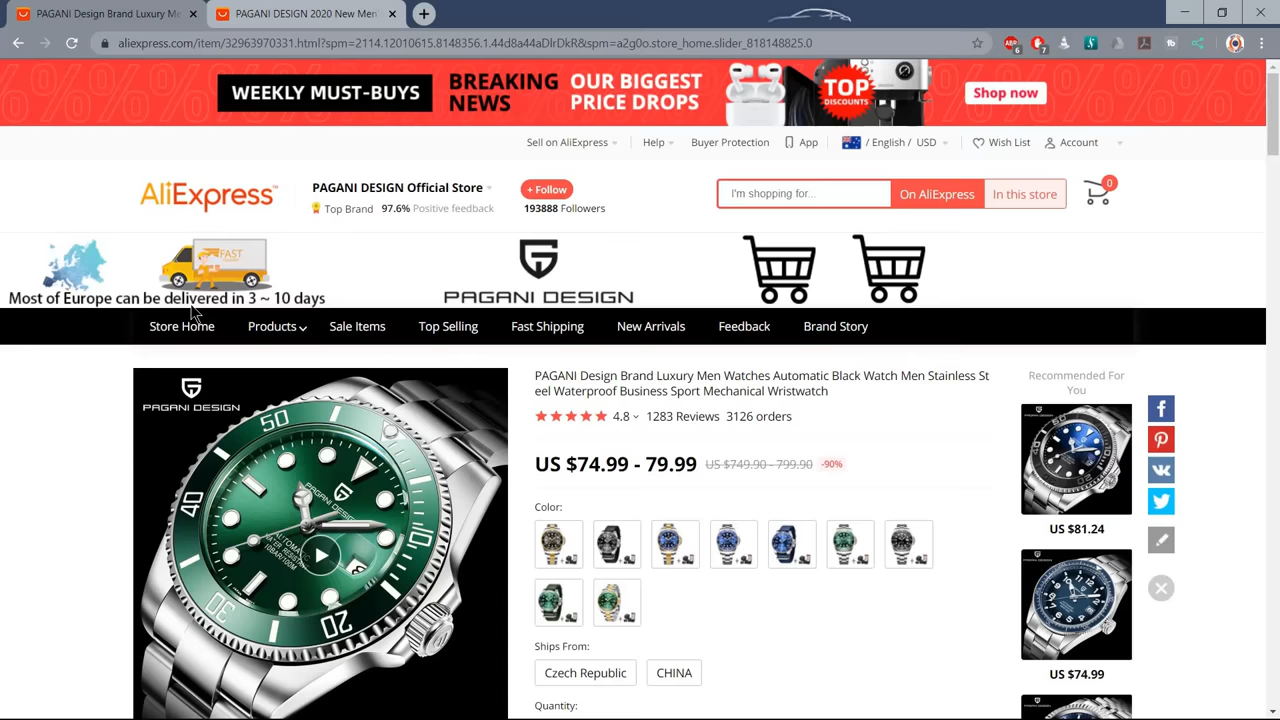 PAGANI DESIGN Brand Luxury Me
PAGANI DESIGN 2020 New Men
aliexpress.com/item/32963970331.html?spm=2114.12010615.8148356.1.44d8a44aDlrDkR&spm=a2g0o.store_home.slider_818148825.0
WEEKLY MUST-BUYS
BREAKING NEWS
OUR BIGGEST PRICE DROPS
TOP DISCOUNTS
Shop now
Sell on AliExpress
Help
Buyer Protection
App
/ English / USD
Wish List
Account
AliExpress™
PAGANI DESIGN Official Store
Top Brand 97.6% Positive feedback
+ Follow
193888 Followers
I'm shopping for...
On AliExpress
In this store
0
FAST
Most of Europe can be delivered in 3 ~ 10 days
PAGANI DESIGN
Store Home
Products
Sale Items
Top Selling
Fast Shipping
New Arrivals
Feedback
Brand Story
PAGANI DESIGN
50
40
30
20
PAGANI DESIGN
PAGANI Design Brand Luxury Men Watches Automatic Black Watch Men Stainless St
eel Waterproof Business Sport Mechanical Wristwatch
4.8 1283 Reviews 3126 orders
US $74.99 - 79.99 US $749.90 - 799.90 -90%
Color:
Ships From:
Czech Republic
CHINA
Quantity:
Recommended For
You
US $81.24
US $74.99